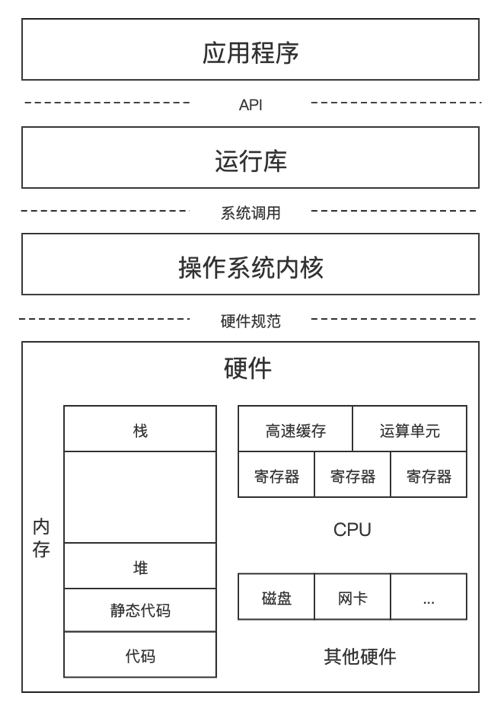 应用程序
API
运行库
系统调用
操作系统内核
硬件规范
硬件
内存
栈
堆
静态代码
代码
高速缓存
运算单元
寄存器
寄存器
寄存器
CPU
磁盘
网卡
...
其他硬件